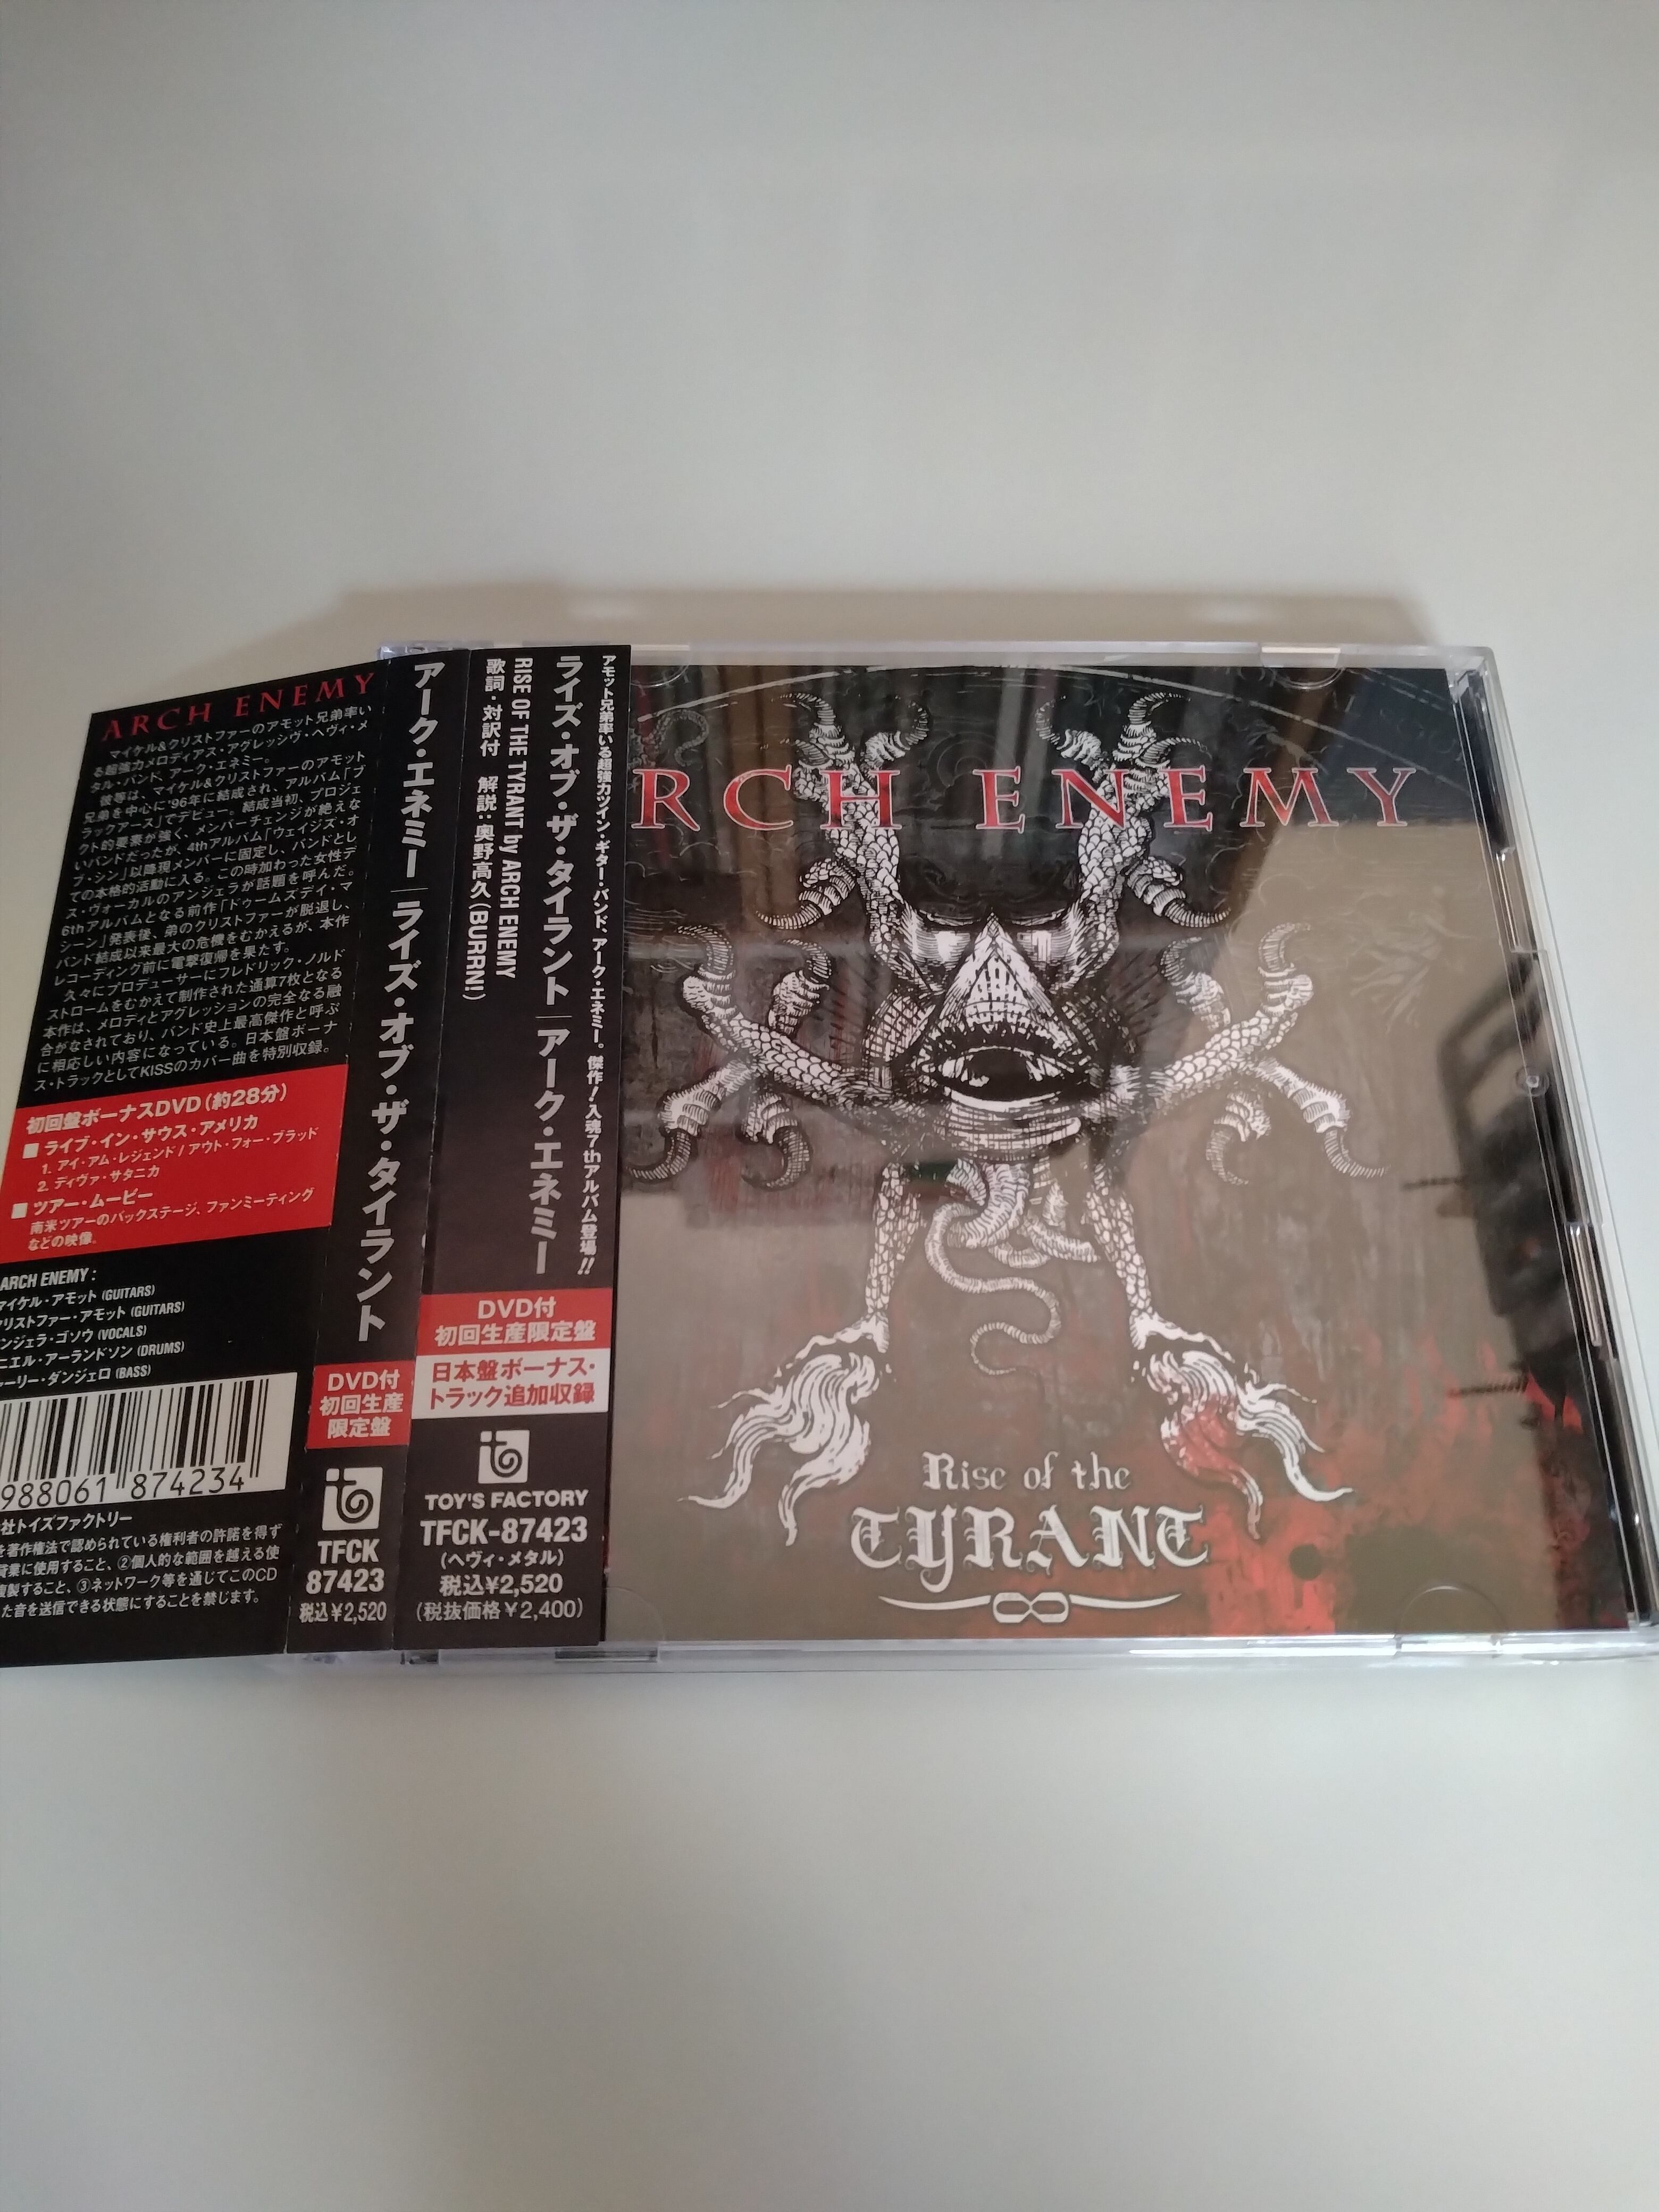 ARCH ENEMY
マイケル&クリストファーのアモット兄弟率い
る超強力メロディアス・アグレッシヴ・ヘヴィ・メ
タル・バンド、アーク・エネミー。
彼等は、マイケル&クリストファーのアモット
兄弟を中心に'96年に結成され、アルバム「ブ
ラックアース」でデビュー。結成当初、プロジェ
クト的要素が強く、メンバーチェンジが絶えな
いバンドだったが、4thアルバム「ウェイジズ・オ
ブ・シン」以降現メンバーに固定し、バンドとし
ての本格的活動に入る。この時加わった女性デ
ス・ヴォーカルのアンジェラが話題を呼んだ。
6thアルバムとなる前作「ドゥームズデイ・マ
シーン」発表後、弟のクリストファーが脱退し、
バンド結成以来最大の危機をむかえるが、本作
レコーディング前に電撃復帰を果たす。
久々にプロデューサーにフレドリック・ノルド
ストロームをむかえて制作された通算7枚となる
本作は、メロディとアグレッションの完全なる融
合がなされており、バンド史上最高傑作と呼ぶ
に相応しい内容になっている。日本盤ボーナ
ス・トラックとしてKISSのカバー曲を特別収録。
初回盤ボーナスDVD(約28分)
■ ライブ・イン・サウス・アメリカ
1. アイ・アム・レジェンド / アウト・フォー・ブラッド
2. ディヴァ・サタニカ
■ ツアー・ムービー
南米ツアーのバックステージ、ファンミーティング
などの映像。
ARCH ENEMY :
マイケル・アモット (GUITARS)
クリストファー・アモット (GUITARS)
ンジェラ・ゴソウ (VOCALS)
ニエル・アーランドソン (DRUMS)
ャーリー・ダンジェロ (BASS)
988061 874234
社トイズファクトリー
を著作権法で認められている権利者の許諾を得ず
賃業に使用すること、②個人的な範囲を越える使
複製すること、③ネットワーク等を通じてこのCD
た音を送信できる状態にすることを禁じます。
アーク・エネミー｜ライズ・オブ・ザ・タイラント
DVD付
初回生産
限定盤
TFCK
87423
税込¥2,520
アモット兄弟率いる超強力ツイン・ギター・バンド、アーク・エネミー。傑作！入魂7thアルバム登場!!
ライズ・オブ・ザ・タイラント｜アーク・エネミー
RISE OF THE TYRANT by ARCH ENEMY
歌詞・対訳付 解説：奥野高久(BURRN!)
DVD付
初回生産限定盤
日本盤ボーナス・
トラック追加収録
TOY'S FACTORY
TFCK-87423
(ヘヴィ・メタル)
税込¥2,520
(税抜価格¥2,400)
RCH ENEMY
Rise of the
TYRANT